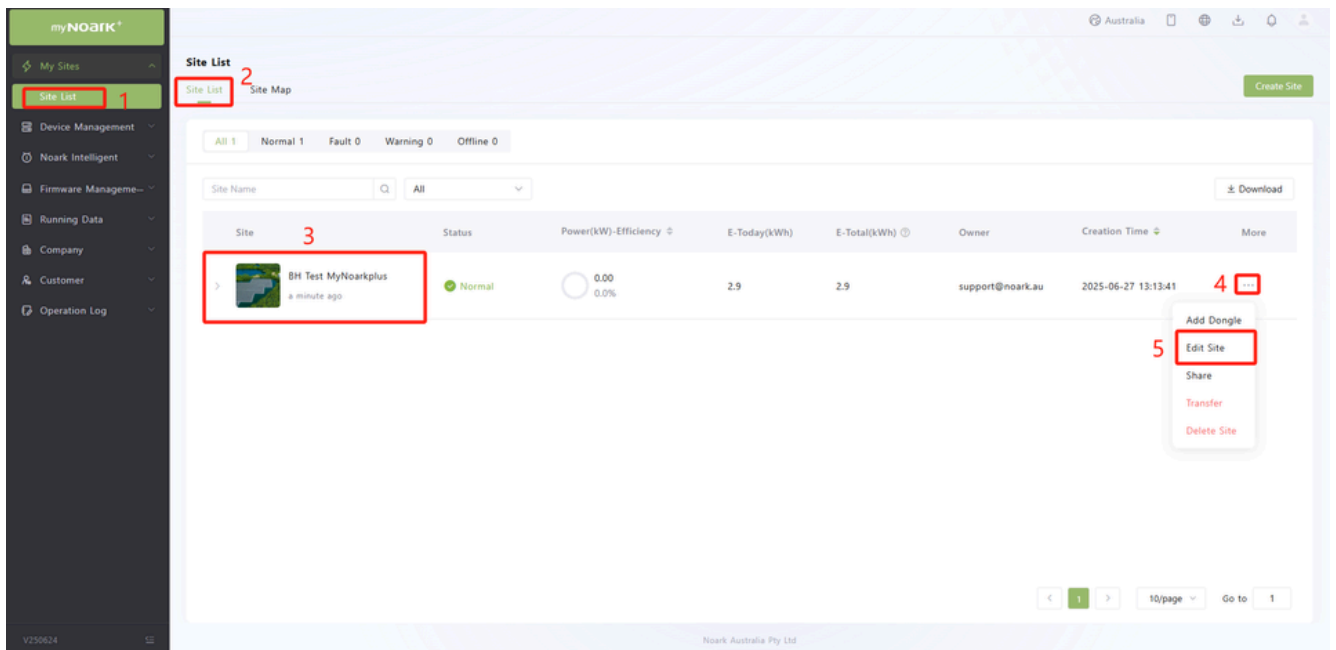 myNOArK+
Australia
My Sites
Site List
1
Device Management
Noark Intelligent
Firmware Manageme--
Running Data
Company
Customer
Operation Log
V250624
Site List
2
Site List Site Map
Create Site
All 1 Normal 1 Fault 0 Warning 0 Offline 0
Site Name All Download
Site Status Power(kW)-Efficiency E-Today(kWh) E-Total(kWh) Owner Creation Time More
3
BH Test MyNoarkplus
a minute ago
Normal
0.00
0.0%
2.9 2.9 support@noark.au 2025-06-27 13:13:41 4 ...
Add Dongle
5 Edit Site
Share
Transfer
Delete Site
< 1 > 10/page Go to 1
Noark Australia Pty Ltd